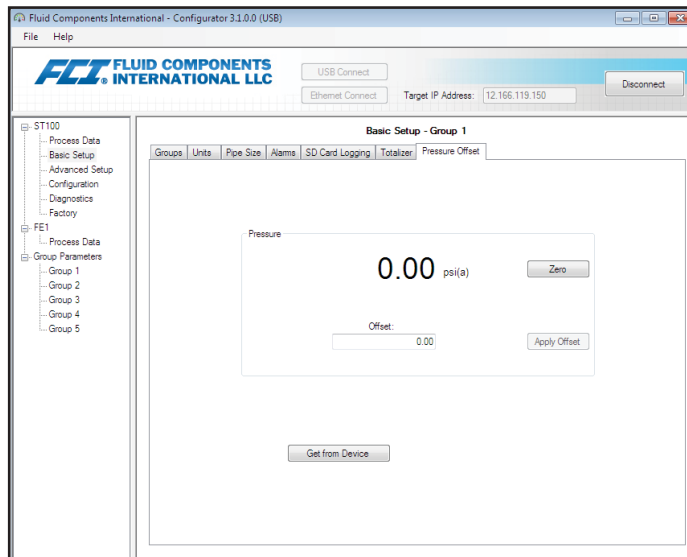 Fluid Components International - Configurator 3.1.0.0 (USB)
File Help
FCI ® FLUID COMPONENTS
INTERNATIONAL LLC
USB Connect
Ethernet Connect
Target IP Address: 12.166.119.150
Disconnect
ST100
Process Data
Basic Setup
Advanced Setup
Configuration
Diagnostics
Factory
FE1
Process Data
Group Parameters
Group 1
Group 2
Group 3
Group 4
Group 5
Basic Setup - Group 1
Groups Units Pipe Size Alarms SD Card Logging Totalizer Pressure Offset
Pressure
0.00 psi(a)
Zero
Offset:
0.00
Apply Offset
Get from Device